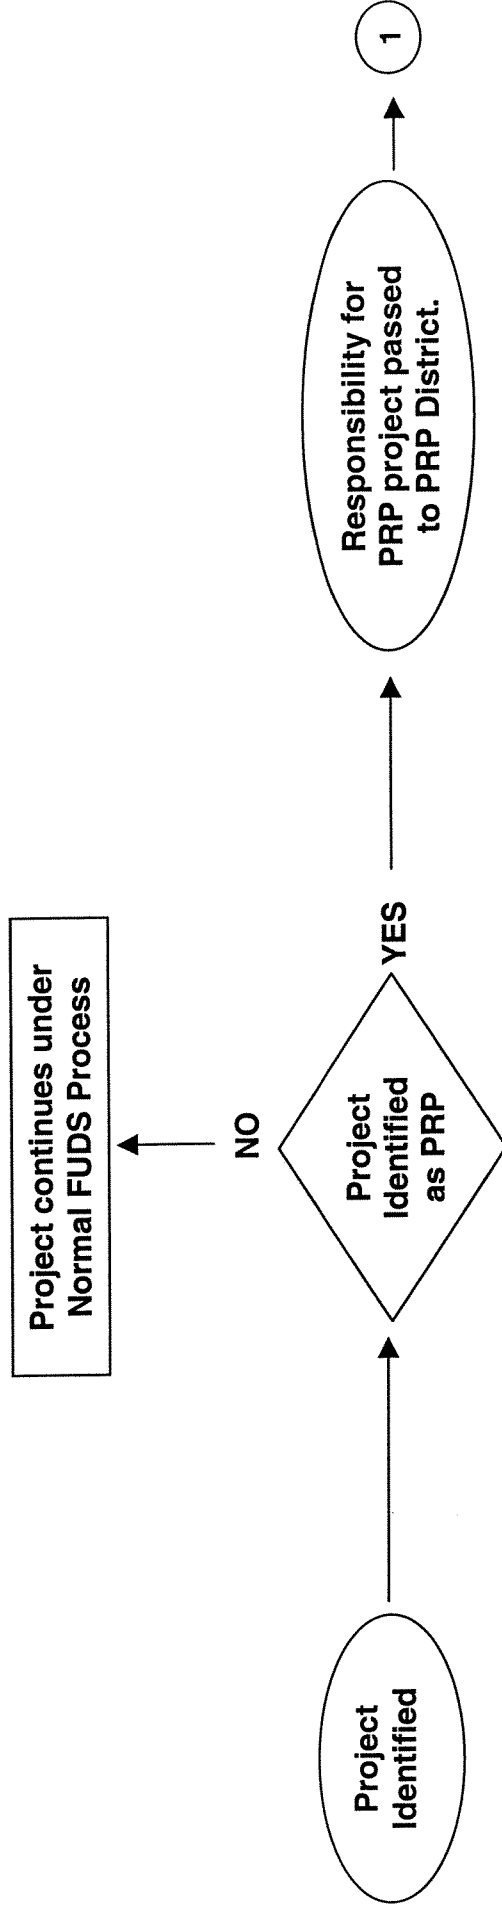 Project continues under
Normal FUDS Process
NO
Project
Identified
Project
Identified
as PRP
YES
Responsibility for
PRP project passed
to PRP District.
1